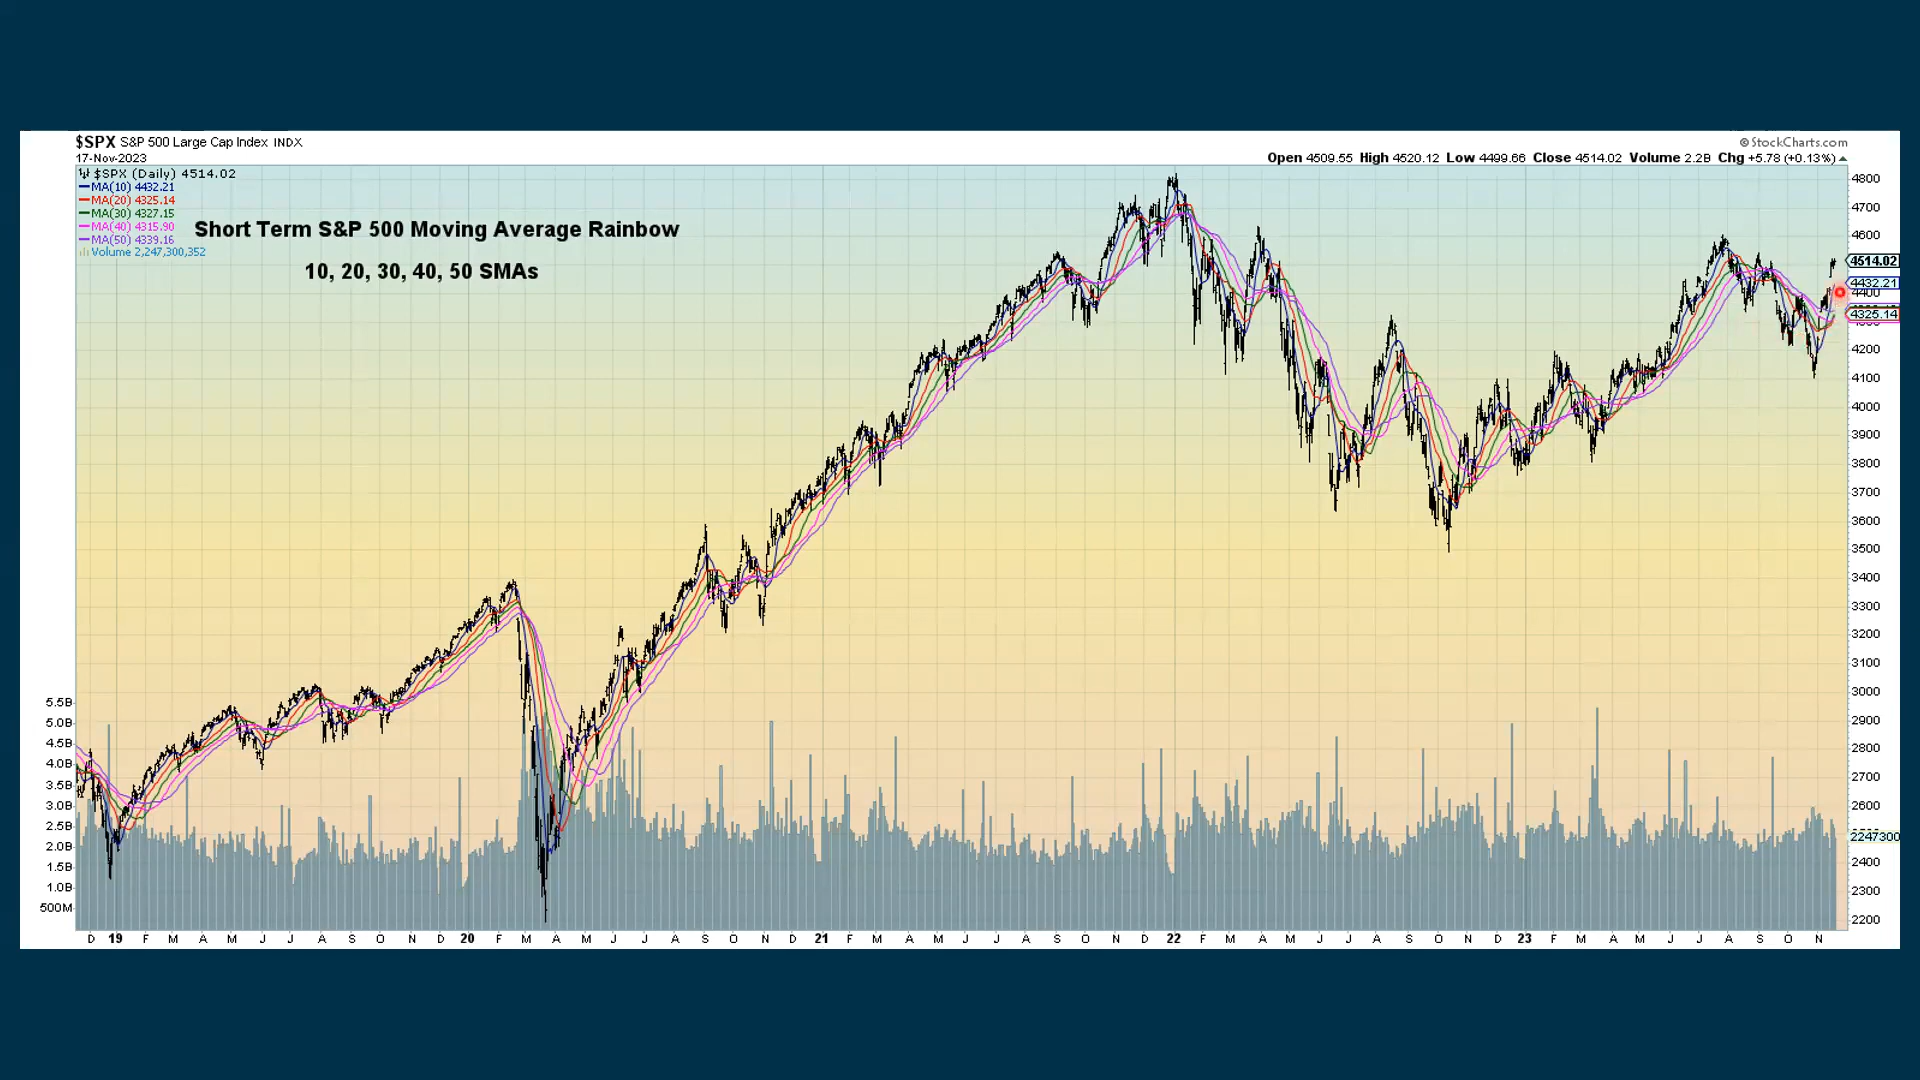 $SPX S&P 500 Large Cap Index INDX
© StockCharts.com
17-Nov-2023
Open 4509.55 High 4520.12 Low 4499.66 Close 4514.02 Volume 2.2B Chg +5.78 (+0.13%)
$SPX (Daily) 4514.02
MA(10) 4432.21
MA(20) 4325.14
MA(30) 4327.15
MA(40) 4315.90
MA(50) 4339.16
Volume 2,247,300,352
Short Term S&P 500 Moving Average Rainbow
10, 20, 30, 40, 50 SMAs
4800
4700
4600
4514.02
4432.21
4400
4325.14
4200
4100
4000
3900
3800
3700
3600
3500
3400
3300
3200
3100
3000
2900
2800
2700
2600
2247300
2400
2300
2200
5.5B
5.0B
4.5B
4.0B
3.5B
3.0B
2.5B
2.0B
1.5B
1.0B
500M
D 19 F M A M J J A S O N D 20 F M A M J J A S O N D 21 F M A M J J A S O N D 22 F M A M J J A S O N D 23 F M A M J J A S O N